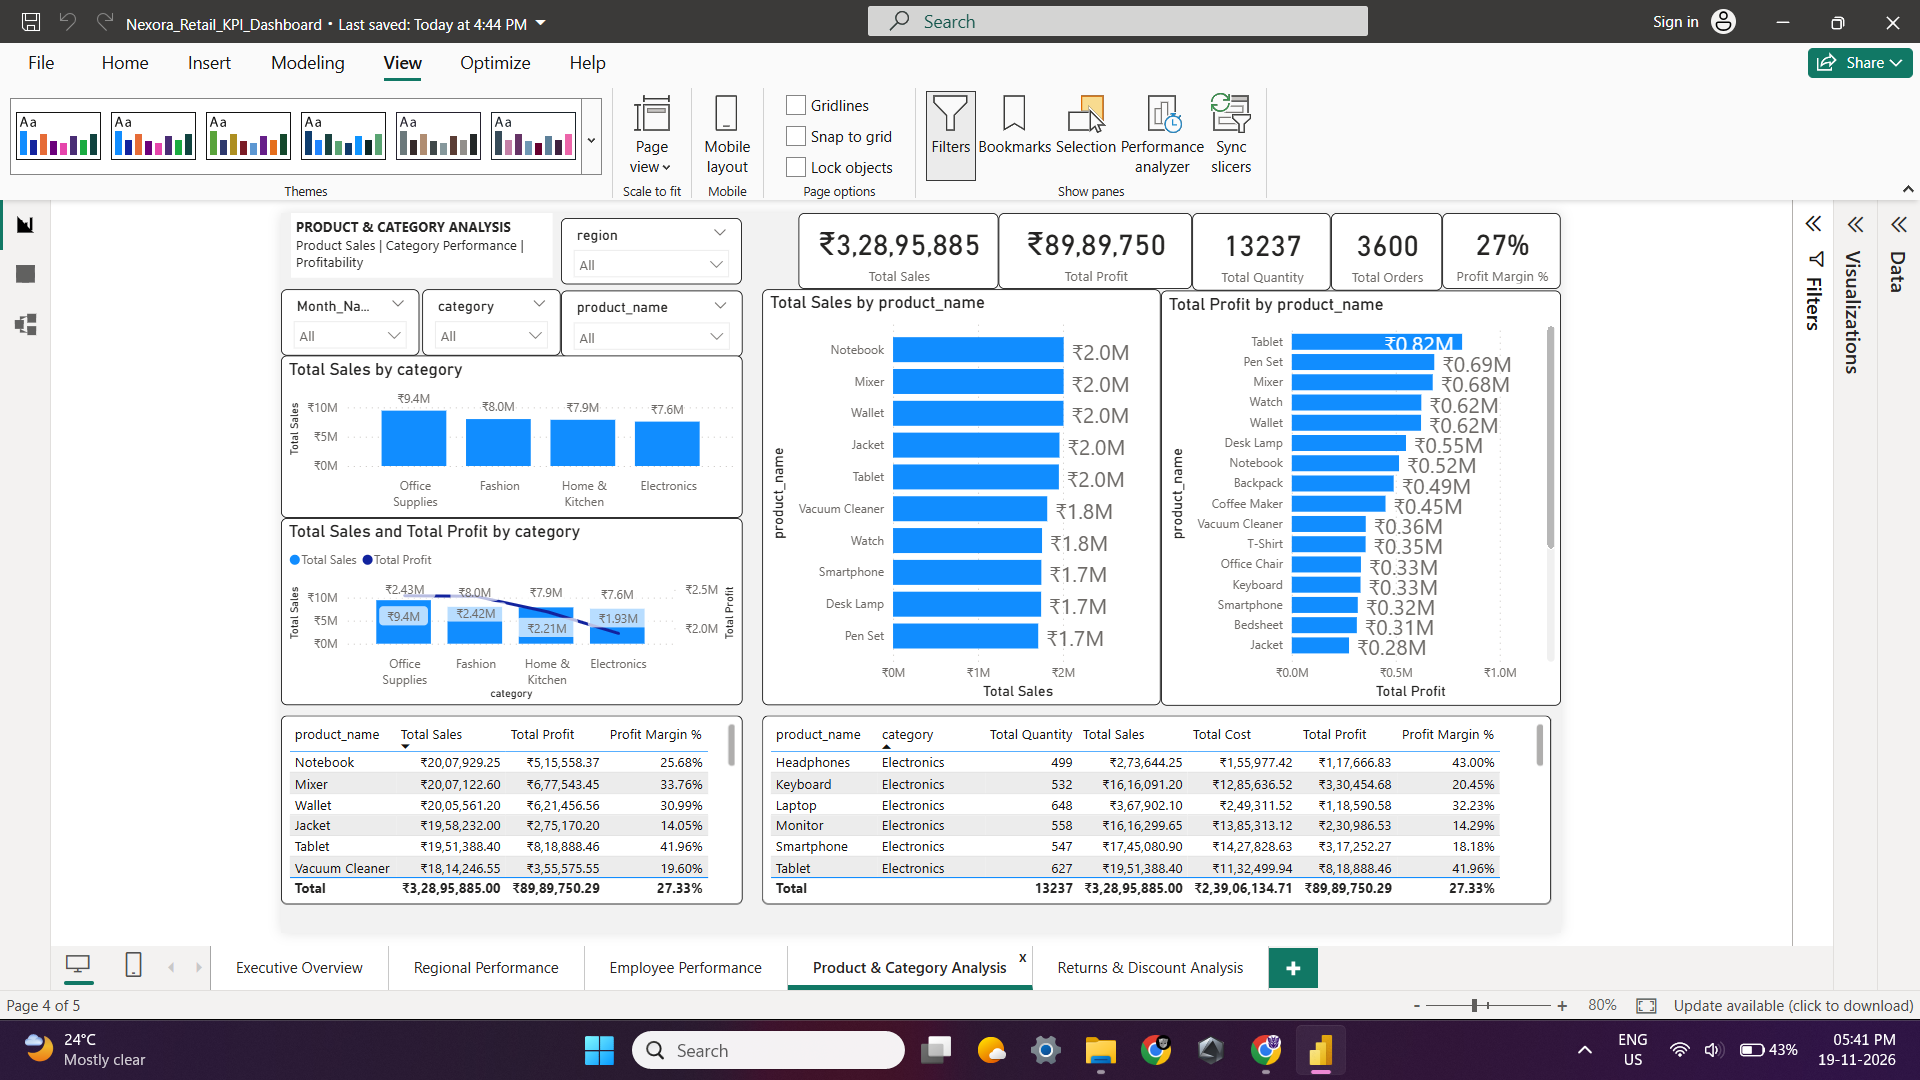 Nexora_Retail_KPI_Dashboard • Last saved: Today at 4:44 PM
Search
Sign in
File Home Insert Modeling View Optimize Help
Share
Aa Aa Aa Aa Aa Aa
Themes
Page view
Scale to fit
Mobile layout
Mobile
Gridlines
Snap to grid
Lock objects
Page options
Filters
Bookmarks
Selection
Performance analyzer
Sync slicers
Show panes
PRODUCT & CATEGORY ANALYSIS
Product Sales | Category Performance |
Profitability
region
All
Month_Na...
All
category
All
product_name
All
₹3,28,95,885
Total Sales
₹89,89,750
Total Profit
13237
Total Quantity
3600
Total Orders
27%
Profit Margin %
Total Sales by category
Total Sales
₹10M
₹5M
₹0M
₹9.4M ₹8.0M ₹7.9M ₹7.6M
Office Supplies
Fashion
Home & Kitchen
Electronics
Total Sales and Total Profit by category
Total Sales Total Profit
Total Sales
₹10M
₹5M
₹0M
₹2.43M ₹8.0M ₹7.9M ₹7.6M
₹9.4M ₹2.42M ₹2.21M ₹1.93M
₹2.5M
₹2.0M
Total Profit
Office Supplies
Fashion
Home & Kitchen
Electronics
category
Total Sales by product_name
product_name
Notebook ₹2.0M
Mixer ₹2.0M
Wallet ₹2.0M
Jacket ₹2.0M
Tablet ₹2.0M
Vacuum Cleaner ₹1.8M
Watch ₹1.8M
Smartphone ₹1.7M
Desk Lamp ₹1.7M
Pen Set ₹1.7M
₹0M ₹1M ₹2M
Total Sales
Total Profit by product_name
product_name
Tablet ₹0.82M
Pen Set ₹0.69M
Mixer ₹0.68M
Watch ₹0.62M
Wallet ₹0.62M
Desk Lamp ₹0.55M
Notebook ₹0.52M
Backpack ₹0.49M
Coffee Maker ₹0.45M
Vacuum Cleaner ₹0.36M
T-Shirt ₹0.35M
Office Chair ₹0.33M
Keyboard ₹0.33M
Smartphone ₹0.32M
Bedsheet ₹0.31M
Jacket ₹0.28M
₹0.0M ₹0.5M ₹1.0M
Total Profit
product_name Total Sales Total Profit Profit Margin %
Notebook ₹20,07,929.25 ₹5,15,558.37 25.68%
Mixer ₹20,07,122.60 ₹6,77,543.45 33.76%
Wallet ₹20,05,561.20 ₹6,21,456.56 30.99%
Jacket ₹19,58,232.00 ₹2,75,170.20 14.05%
Tablet ₹19,51,388.40 ₹8,18,888.46 41.96%
Vacuum Cleaner ₹18,14,246.55 ₹3,55,575.55 19.60%
Total ₹3,28,95,885.00 ₹89,89,750.29 27.33%
product_name category Total Quantity Total Sales Total Cost Total Profit Profit Margin %
Headphones Electronics 499 ₹2,73,644.25 ₹1,55,977.42 ₹1,17,666.83 43.00%
Keyboard Electronics 532 ₹16,16,091.20 ₹12,85,636.52 ₹3,30,454.68 20.45%
Laptop Electronics 648 ₹3,67,902.10 ₹2,49,311.52 ₹1,18,590.58 32.23%
Monitor Electronics 558 ₹16,16,299.65 ₹13,85,313.12 ₹2,30,986.53 14.29%
Smartphone Electronics 547 ₹17,45,080.90 ₹14,27,828.63 ₹3,17,252.27 18.18%
Tablet Electronics 627 ₹19,51,388.40 ₹11,32,499.94 ₹8,18,888.46 41.96%
Total 13237 ₹3,28,95,885.00 ₹2,39,06,134.71 ₹89,89,750.29 27.33%
Filters
Visualizations
Data
Executive Overview Regional Performance Employee Performance Product & Category Analysis x Returns & Discount Analysis +
Page 4 of 5
- + 80%
Update available (click to download)
24°C
Mostly clear
Search
ENG
US
43%
05:41 PM
19-11-2026